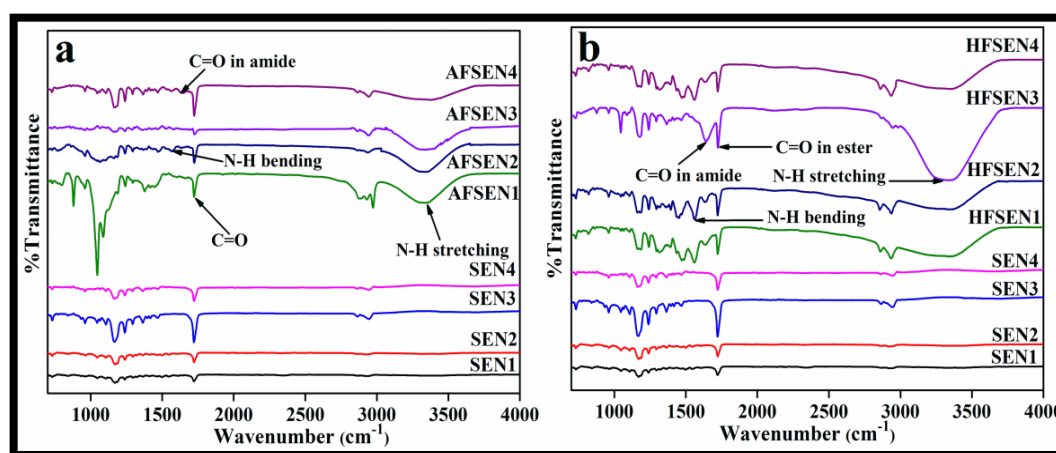 a
C=O in amide
AFSEN4
AFSEN3
N-H bending
AFSEN2
AFSEN1
C=O
N-H stretching
SEN4
SEN3
SEN2
SEN1
%Transmittance
1000 1500 2000 2500 3000 3500 4000
Wavenumber (cm-1)
b
HFSEN4
HFSEN3
C=O in ester
C=O in amide
N-H stretching
HFSEN2
N-H bending
HFSEN1
SEN4
SEN3
SEN2
SEN1
%Transmittance
1000 1500 2000 2500 3000 3500 4000
Wavenumber (cm-1)